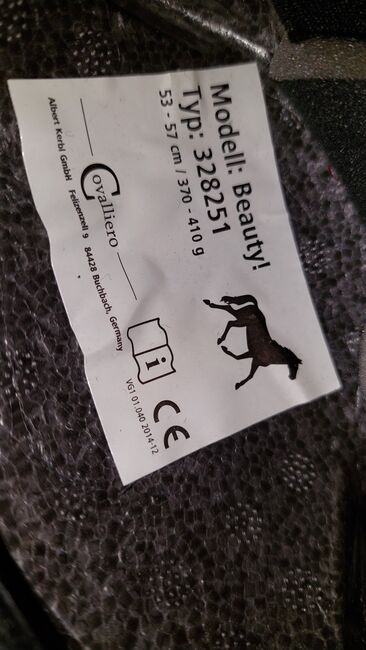 Modell: Beauty!
Typ: 328251
53 - 57 cm / 370 - 410 g
Covalliero
Albert Kerbl GmbH Felizenzell 9 84428 Buchbach, Germany
i
CE
VG1 01.040 2014-12